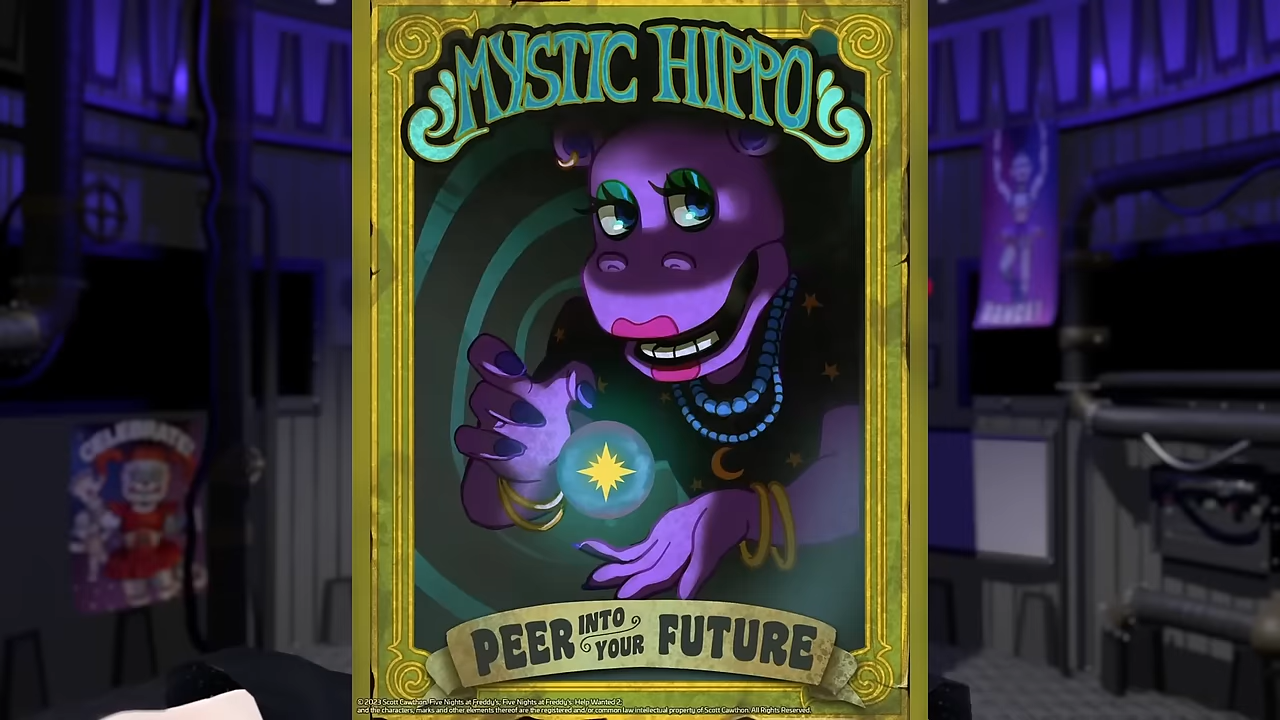 MYSTIC HIPPO
PEER INTO YOUR FUTURE
CELEBRATE!
DANCE!
© 2023 Scott Cawthon. Five Nights at Freddy's, Five Nights at Freddy's: Help Wanted 2,
and the characters, marks and other elements thereof are the registered and/or common law intellectual property of Scott Cawthon. All Rights Reserved.